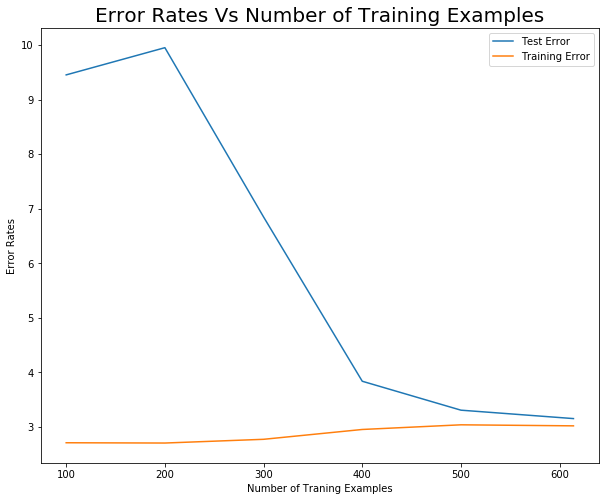 Error Rates Vs Number of Training Examples
Test Error
Training Error
10
9
8
7
6
5
4
3
Error Rates
100
200
300
400
500
600
Number of Traning Examples